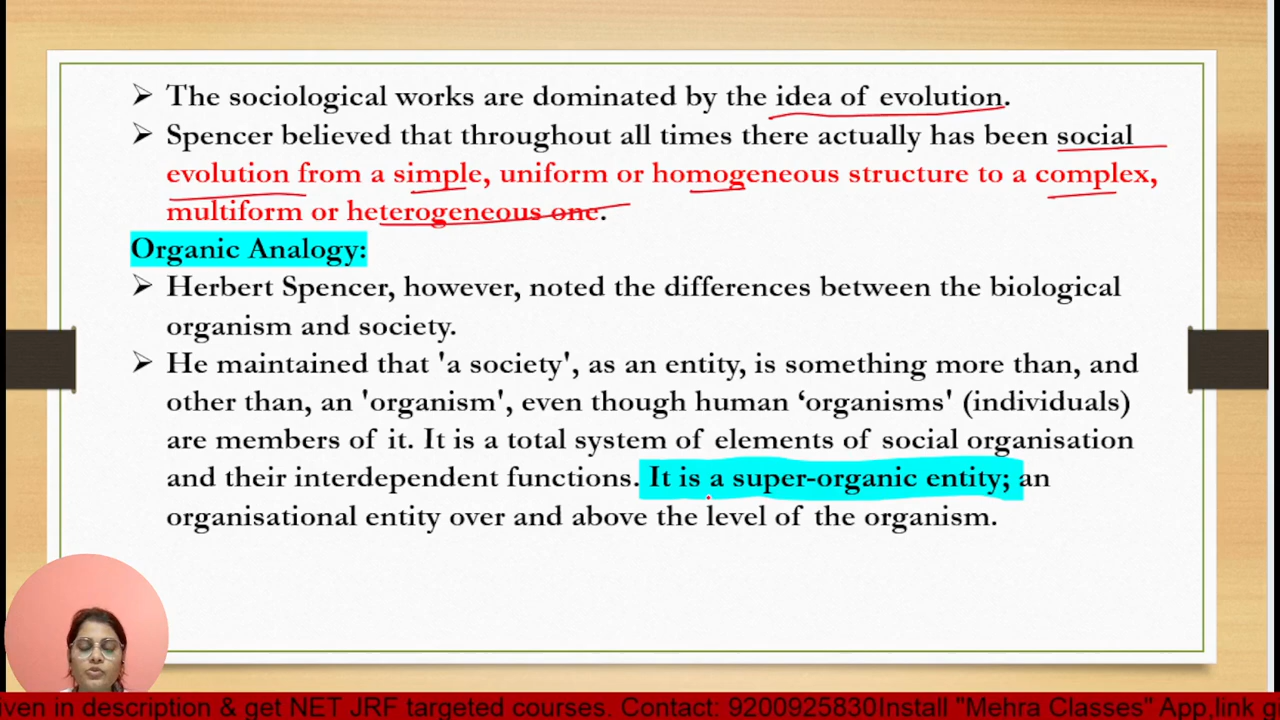 The sociological works are dominated by the idea of evolution.
Spencer believed that throughout all times there actually has been social
evolution from a simple, uniform or homogeneous structure to a complex,
multiform or heterogeneous one.
Organic Analogy:
Herbert Spencer, however, noted the differences between the biological
organism and society.
He maintained that 'a society', as an entity, is something more than, and
other than, an 'organism', even though human ‘organisms' (individuals)
are members of it. It is a total system of elements of social organisation
and their interdependent functions. It is a super-organic entity; an
organisational entity over and above the level of the organism.
in description & get NET JRF targeted courses. Contact: 9200925830Install "Mehra Classes" App.link